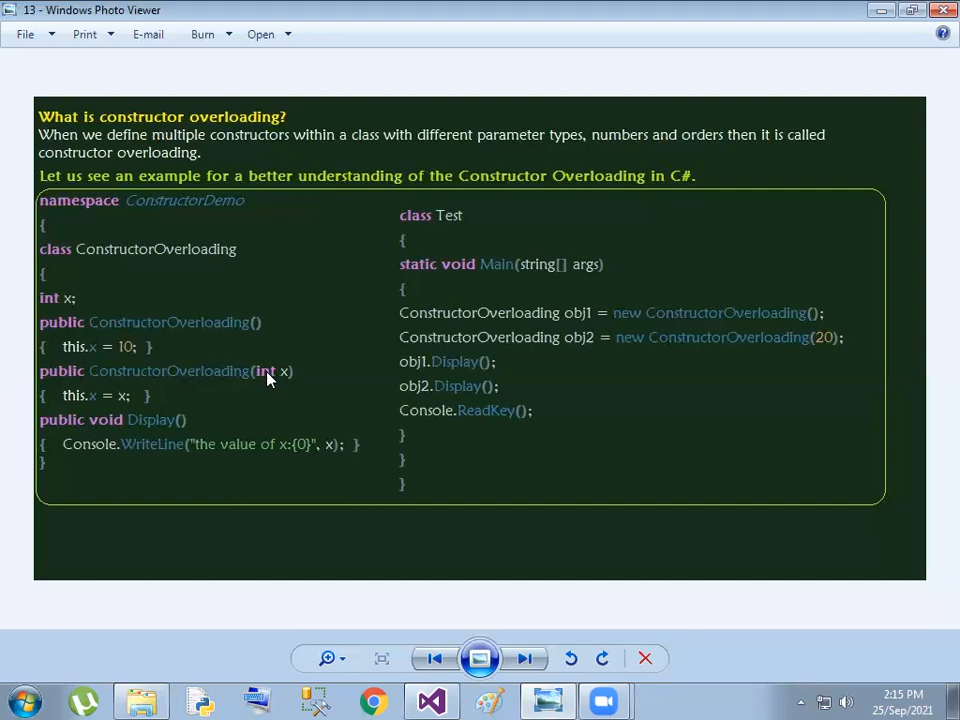 13 - Windows Photo Viewer
File Print E-mail Burn Open
What is constructor overloading?
When we define multiple constructors within a class with different parameter types, numbers and orders then it is called
constructor overloading.
Let us see an example for a better understanding of the Constructor Overloading in C#.
namespace ConstructorDemo
{
class ConstructorOverloading
{
int x;
public ConstructorOverloading()
{ this.x = 10; }
public ConstructorOverloading(int x)
{ this.x = x; }
public void Display()
{ Console.WriteLine("the value of x:{0}", x); }
}
class Test
{
static void Main(string[] args)
{
ConstructorOverloading obj1 = new ConstructorOverloading();
ConstructorOverloading obj2 = new ConstructorOverloading(20);
obj1.Display();
obj2.Display();
Console.ReadKey();
}
}
}
2:15 PM
25/Sep/2021